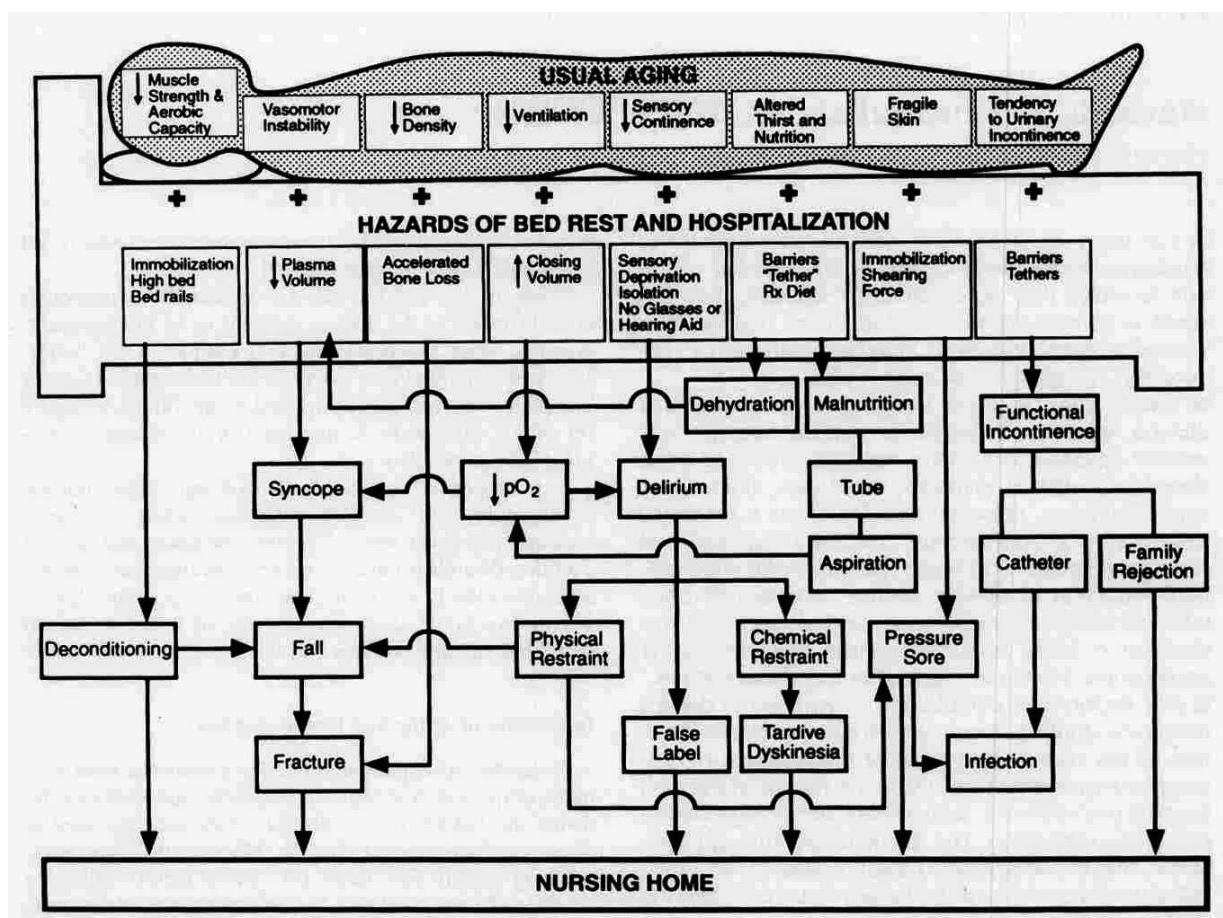 USUAL AGING
↓ Muscle
Strength &
Aerobic
Capacity
Vasomotor
Instability
↓ Bone
Density
↓ Ventilation
↓ Sensory
Continence
Altered
Thirst and
Nutrition
Fragile
Skin
Tendency
to Urinary
Incontinence
+ + + + + + + +
HAZARDS OF BED REST AND HOSPITALIZATION
Immobilization
High bed
Bed rails
↓ Plasma
Volume
Accelerated
Bone Loss
↑ Closing
Volume
Sensory
Deprivation
Isolation
No Glasses or
Hearing Aid
Barriers
"Tether"
Rx Diet
Immobilization
Shearing
Force
Barriers
Tethers
Dehydration
Malnutrition
Functional
Incontinence
Syncope
↓ pO₂
Delirium
Tube
Aspiration
Catheter
Family
Rejection
Deconditioning
Fall
Physical
Restraint
Chemical
Restraint
Pressure
Sore
Fracture
False
Label
Tardive
Dyskinesia
Infection
NURSING HOME